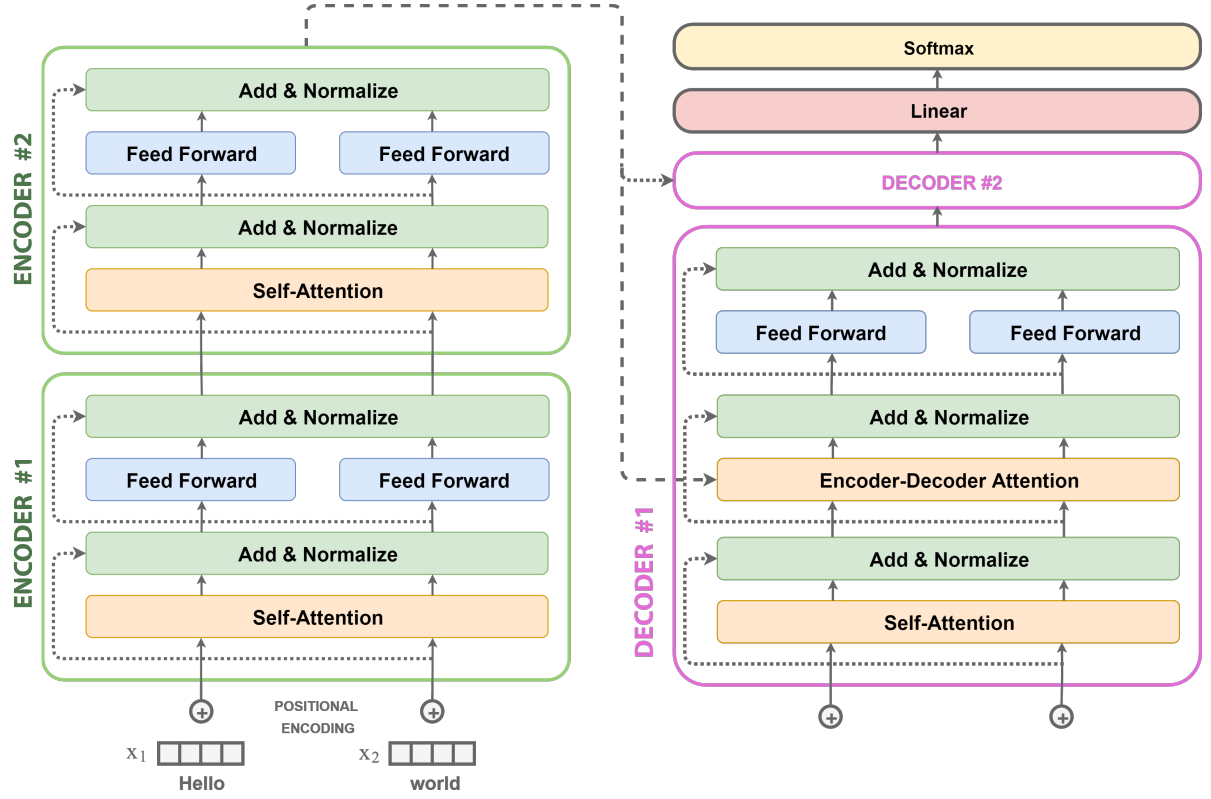 ENCODER #2
Add & Normalize
Feed Forward
Feed Forward
Add & Normalize
Self-Attention
ENCODER #1
Add & Normalize
Feed Forward
Feed Forward
Add & Normalize
Self-Attention
POSITIONAL
ENCODING
x₁
x₂
Hello
world
Softmax
Linear
DECODER #2
DECODER #1
Add & Normalize
Feed Forward
Feed Forward
Add & Normalize
Encoder-Decoder Attention
Add & Normalize
Self-Attention